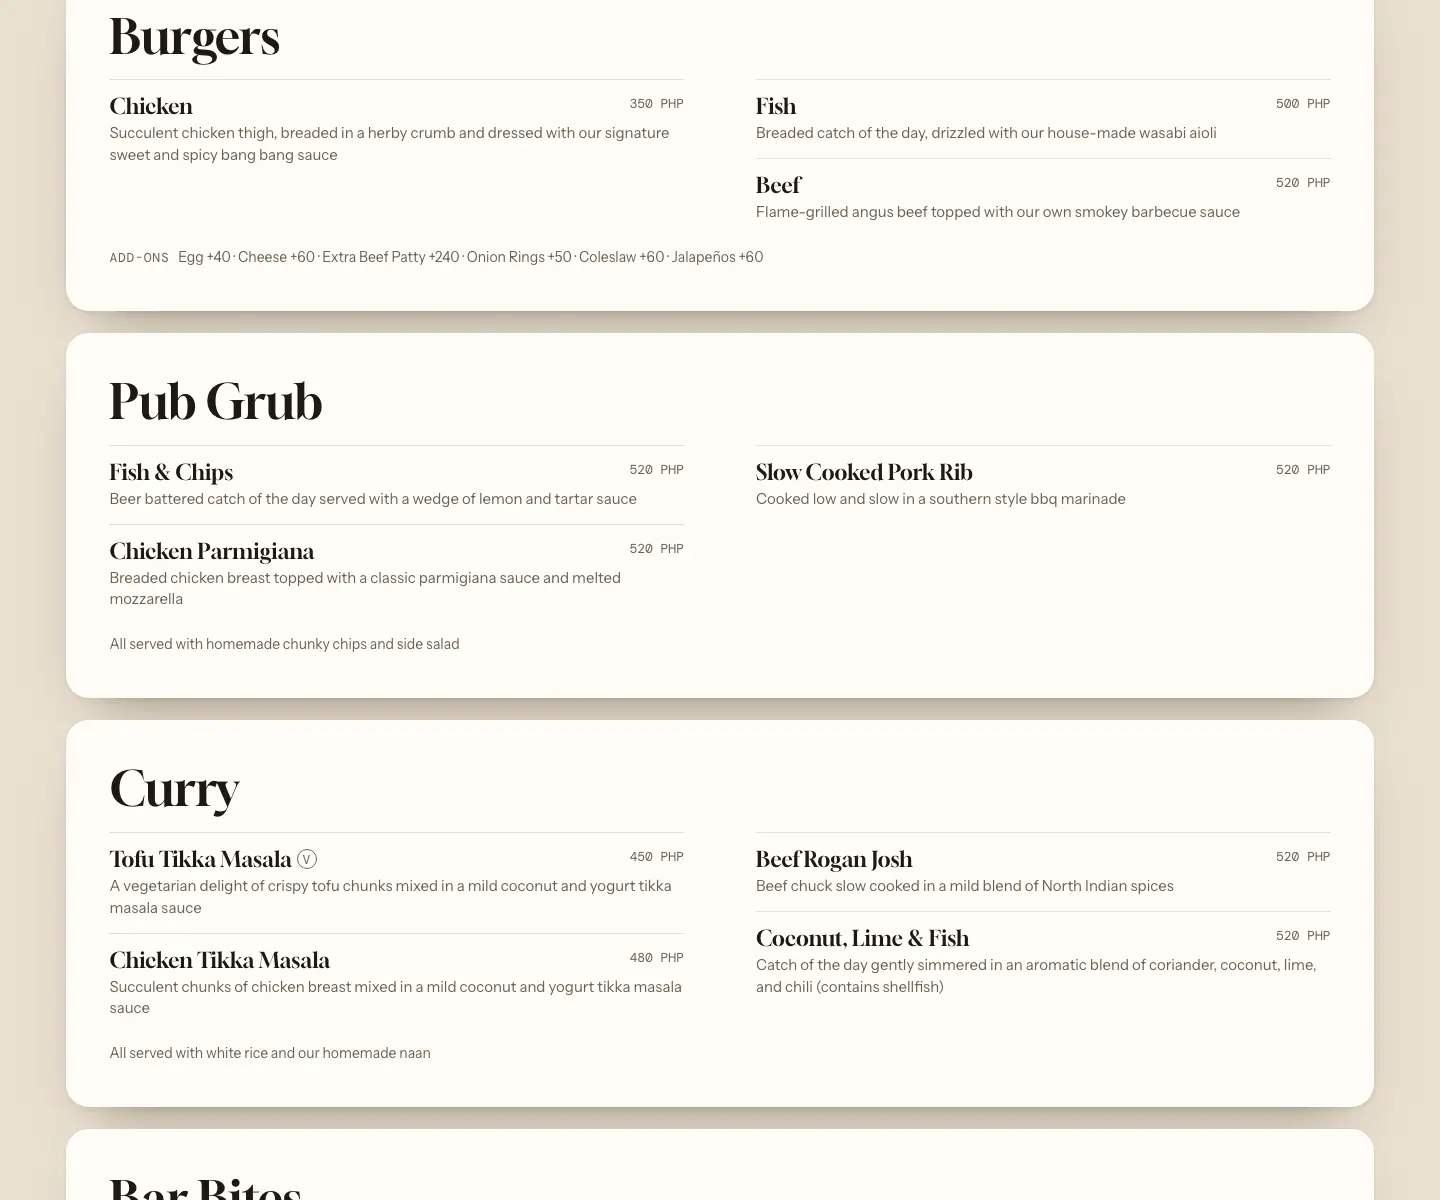 Burgers
Chicken 350 PHP
Succulent chicken thigh, breaded in a herby crumb and dressed with our signature
sweet and spicy bang bang sauce
Fish 500 PHP
Breaded catch of the day, drizzled with our house-made wasabi aioli
Beef 520 PHP
Flame-grilled angus beef topped with our own smokey barbecue sauce
ADD-ONS Egg +40 · Cheese +60 · Extra Beef Patty +240 · Onion Rings +50 · Coleslaw +60 · Jalapeños +60
Pub Grub
Fish & Chips 520 PHP
Beer battered catch of the day served with a wedge of lemon and tartar sauce
Chicken Parmigiana 520 PHP
Breaded chicken breast topped with a classic parmigiana sauce and melted
mozzarella
Slow Cooked Pork Rib 520 PHP
Cooked low and slow in a southern style bbq marinade
All served with homemade chunky chips and side salad
Curry
Tofu Tikka Masala V 450 PHP
A vegetarian delight of crispy tofu chunks mixed in a mild coconut and yogurt tikka
masala sauce
Chicken Tikka Masala 480 PHP
Succulent chunks of chicken breast mixed in a mild coconut and yogurt tikka masala
sauce
Beef Rogan Josh 520 PHP
Beef chuck slow cooked in a mild blend of North Indian spices
Coconut, Lime & Fish 520 PHP
Catch of the day gently simmered in an aromatic blend of coriander, coconut, lime,
and chili (contains shellfish)
All served with white rice and our homemade naan
Bar Bites